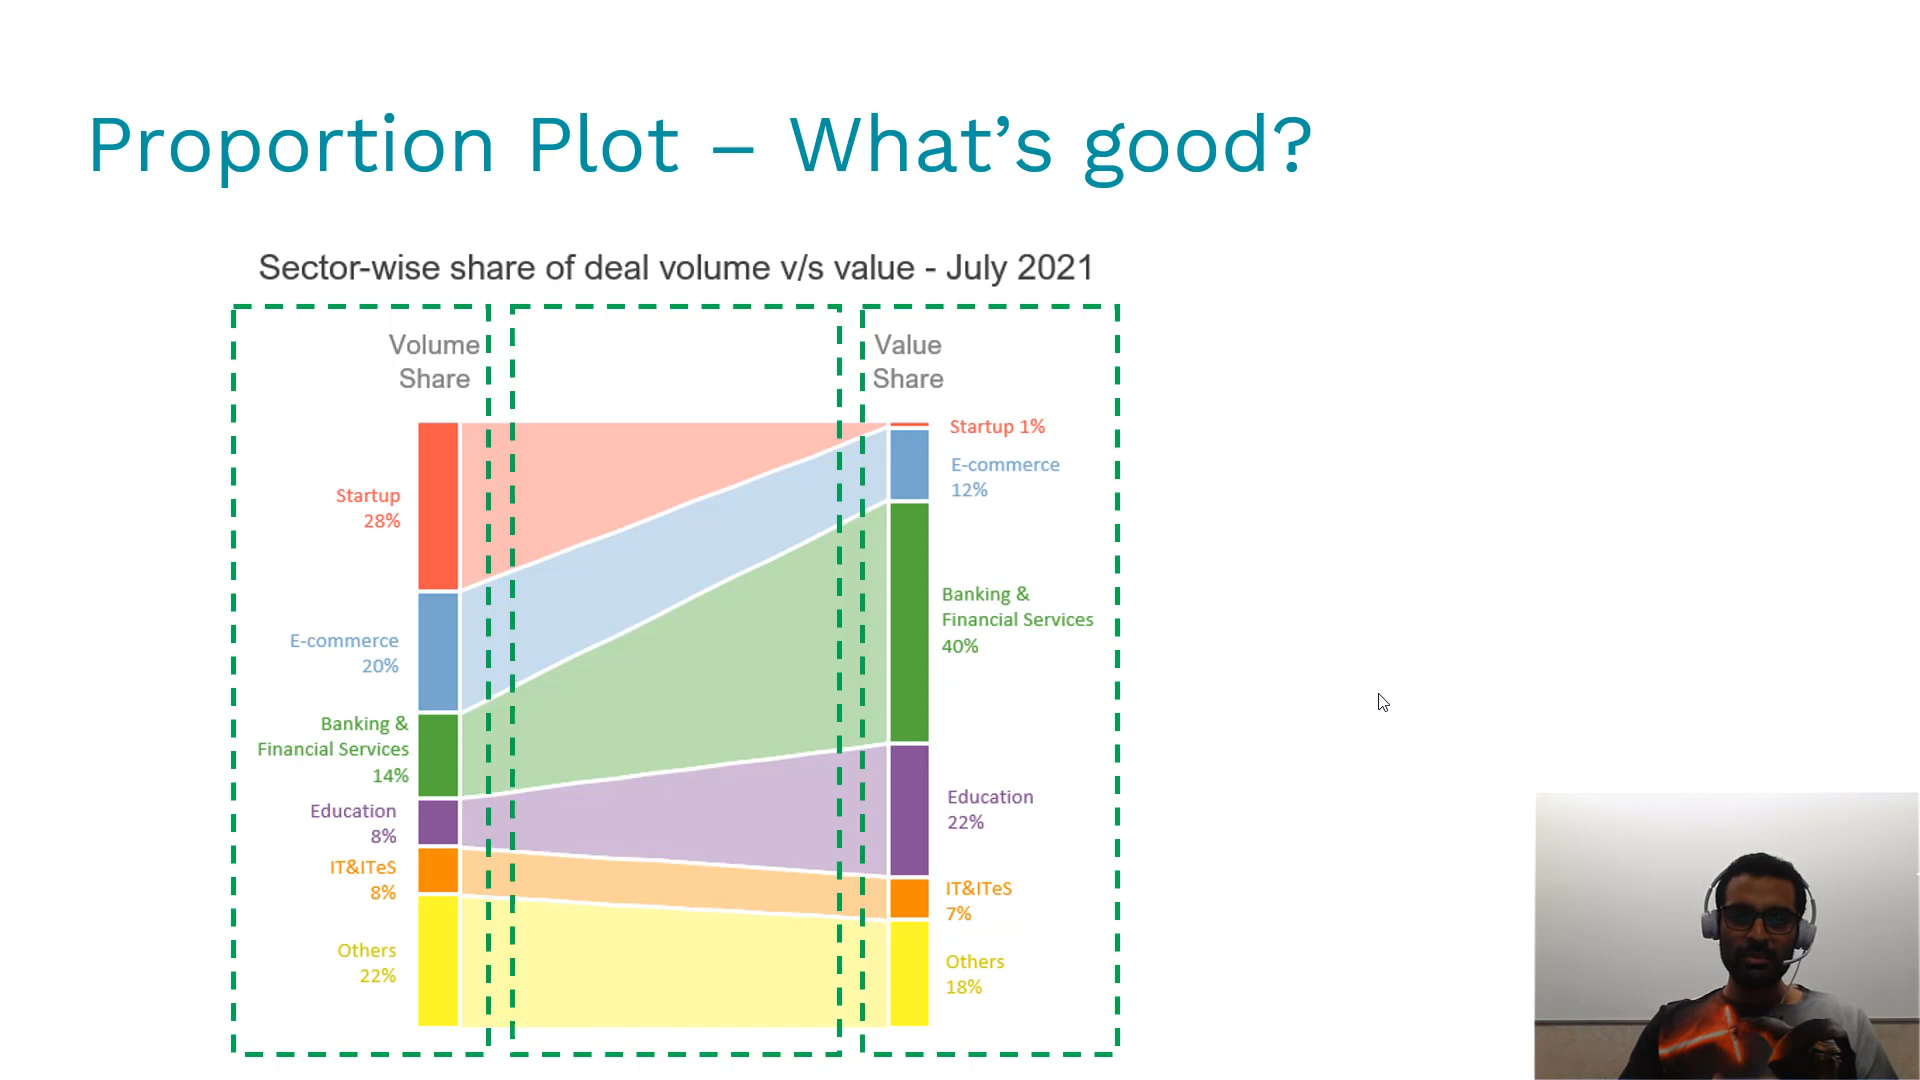 Proportion Plot – What’s good?
Sector-wise share of deal volume v/s value - July 2021
Volume
Share
Startup
28%
E-commerce
20%
Banking &
Financial Services
14%
Education
8%
IT&ITeS
8%
Others
22%
Value
Share
Startup 1%
E-commerce
12%
Banking &
Financial Services
40%
Education
22%
IT&ITeS
7%
Others
18%